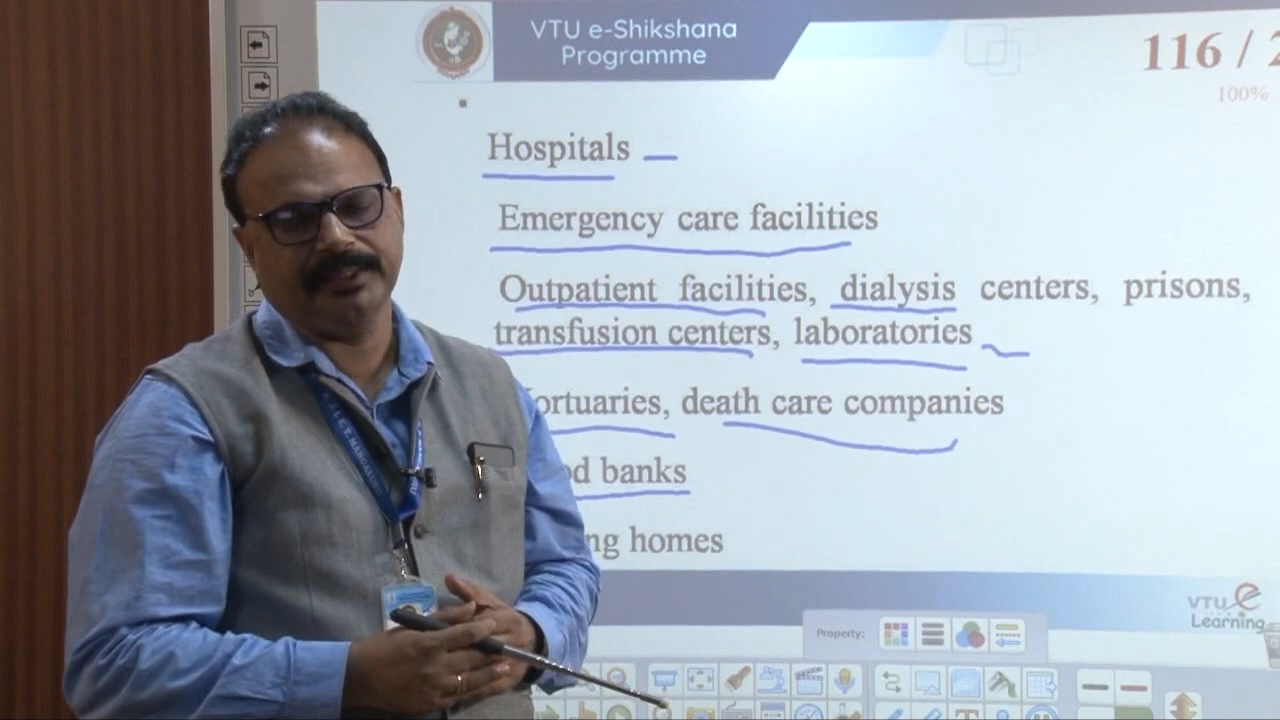 VTU e-Shikshana
Programme
116 / 2
100%
Hospitals
Emergency care facilities
Outpatient facilities, dialysis centers, prisons,
transfusion centers, laboratories
ortuaries, death care companies
od banks
ng homes
VTU e
Learning
Property: